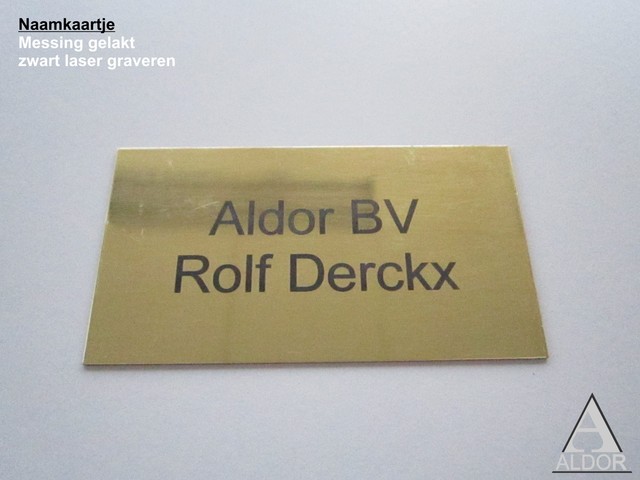 Naamkaartje
Messing gelakt
zwart laser graveren
Aldor BV
Rolf Derckx
A
ALDOR